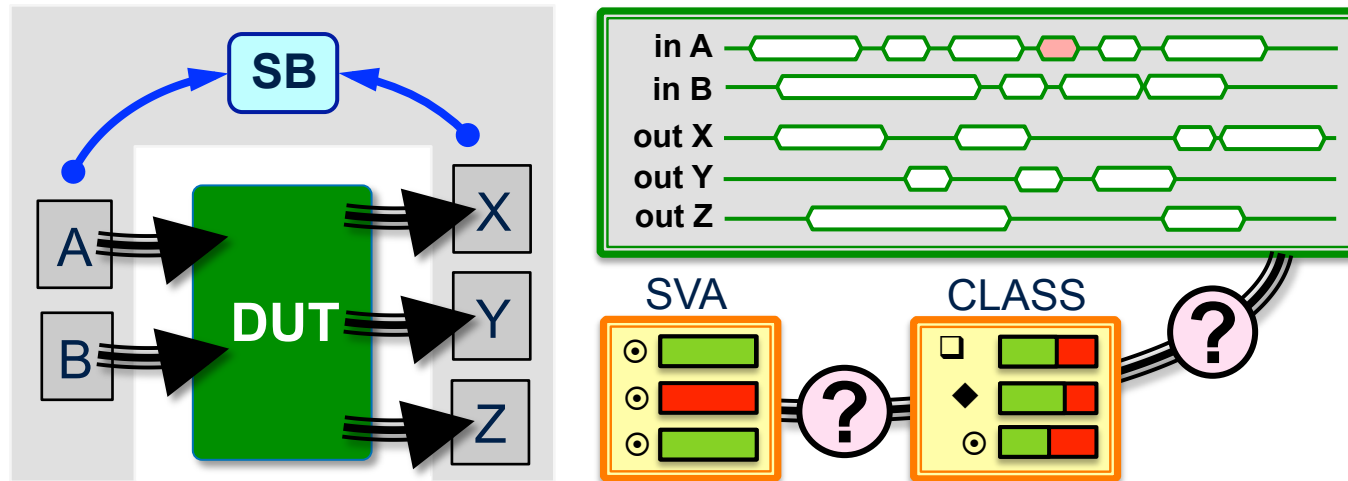 SB
A
B
DUT
X
Y
Z
in A
in B
out X
out Y
out Z
SVA
CLASS
?
?